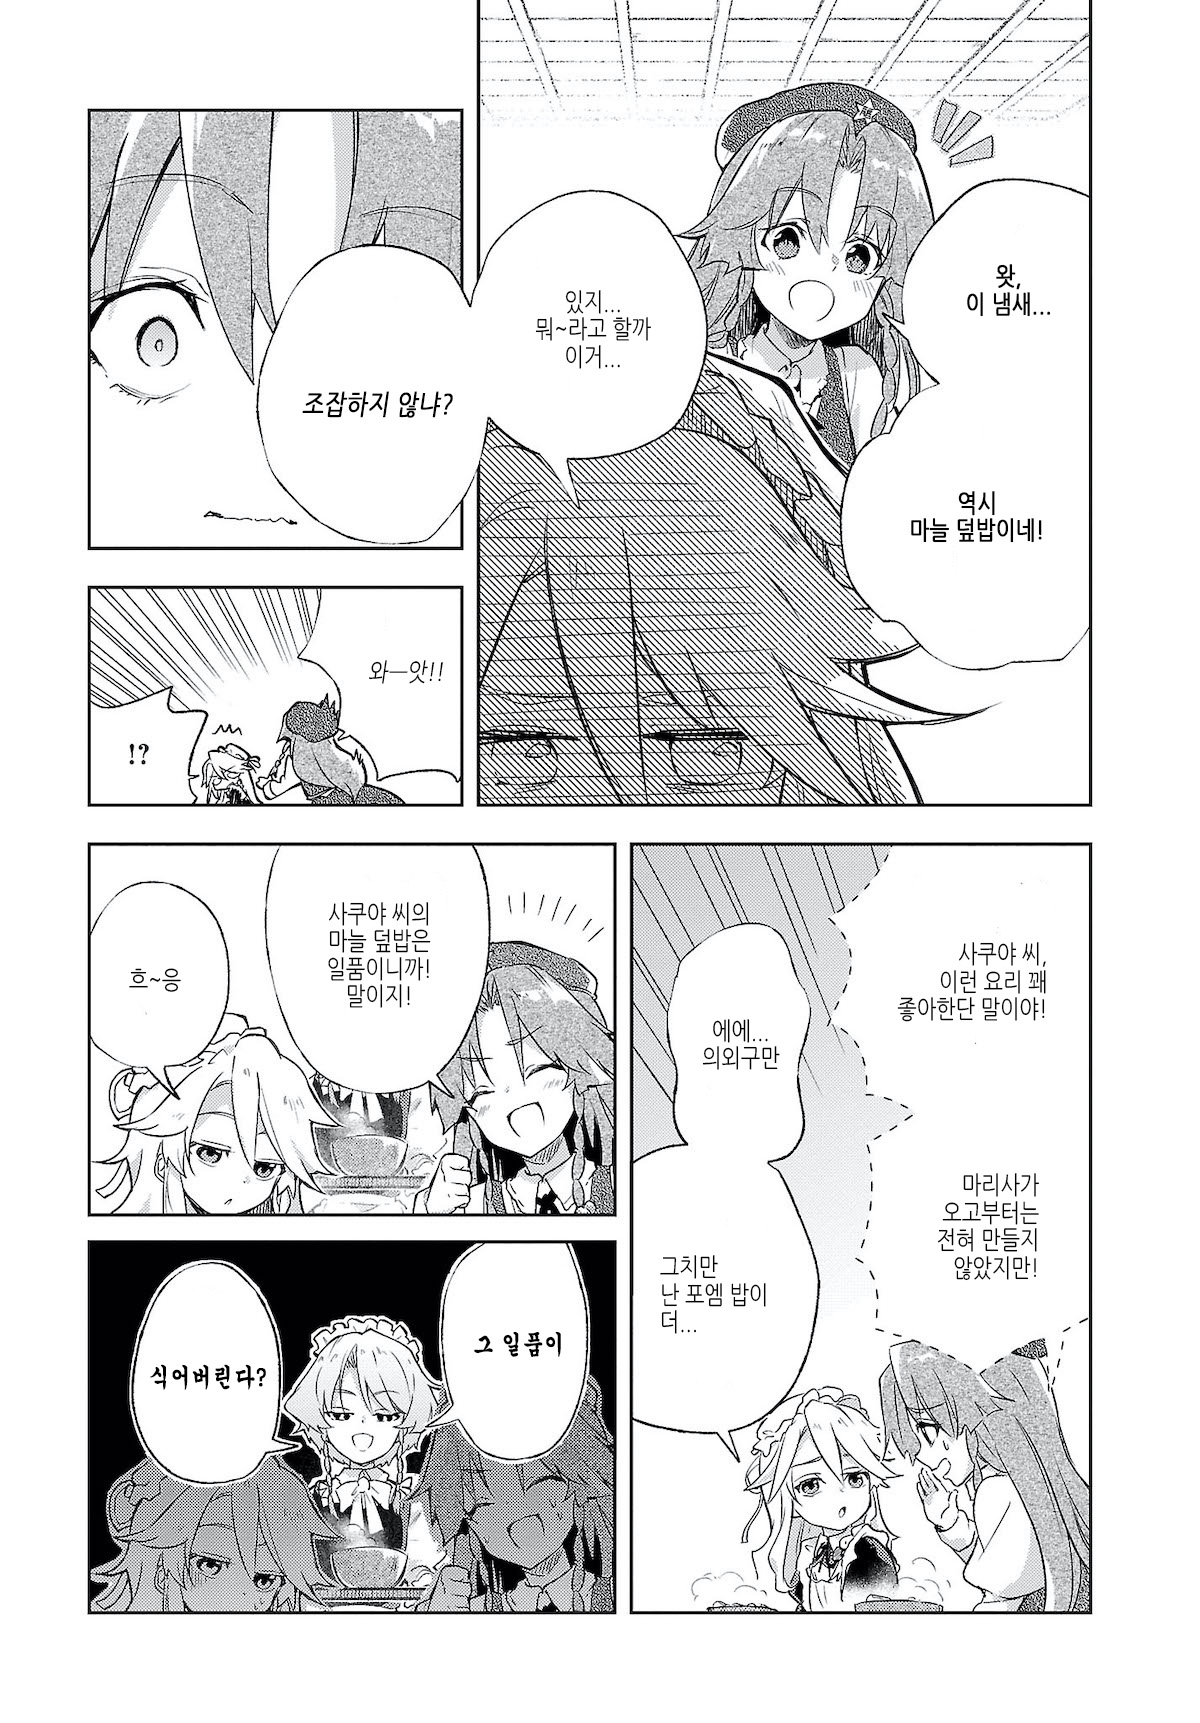 왓,
이 냄새...
역시
마늘 덮밥이네!
있지...
뭐~라고 할까
이거...
조잡하지 않냐?
와—앗!!
!?
사쿠야 씨,
이런 요리 꽤
좋아한단 말이야!
마리사가
오고부터는
전혀 만들지
않았지만!
에에...
의외구만
그치만
난 포엠 밥이
더...
사쿠야 씨의
마늘 덮밥은
일품이니까!
말이지!
흐~응
그 일품이
식어버린다?